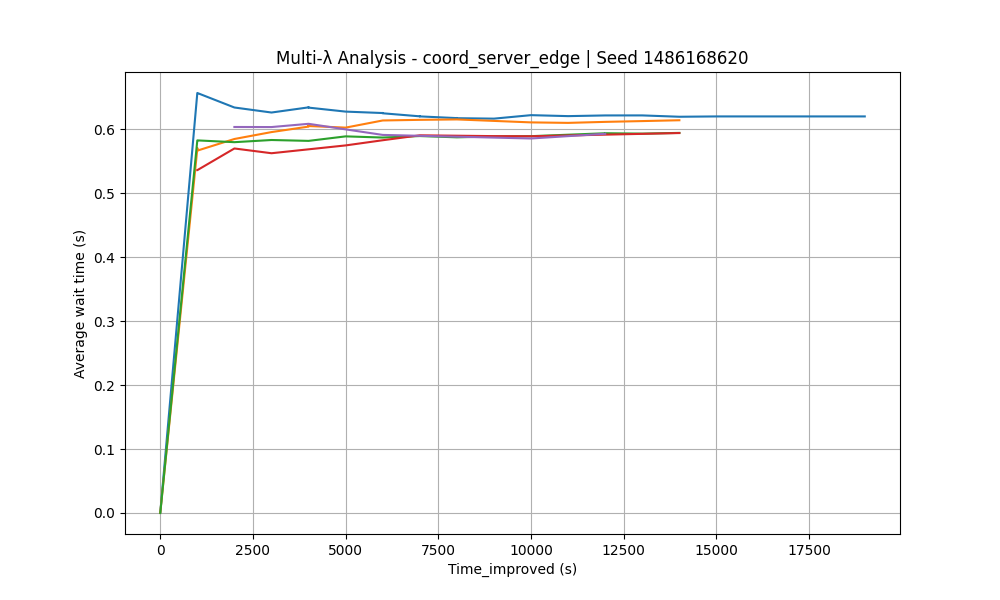 Multi-λ Analysis - coord_server_edge | Seed 1486168620
Average wait time (s)
0.6
0.5
0.4
0.3
0.2
0.1
0.0
0 2500 5000 7500 10000 12500 15000 17500
Time_improved (s)